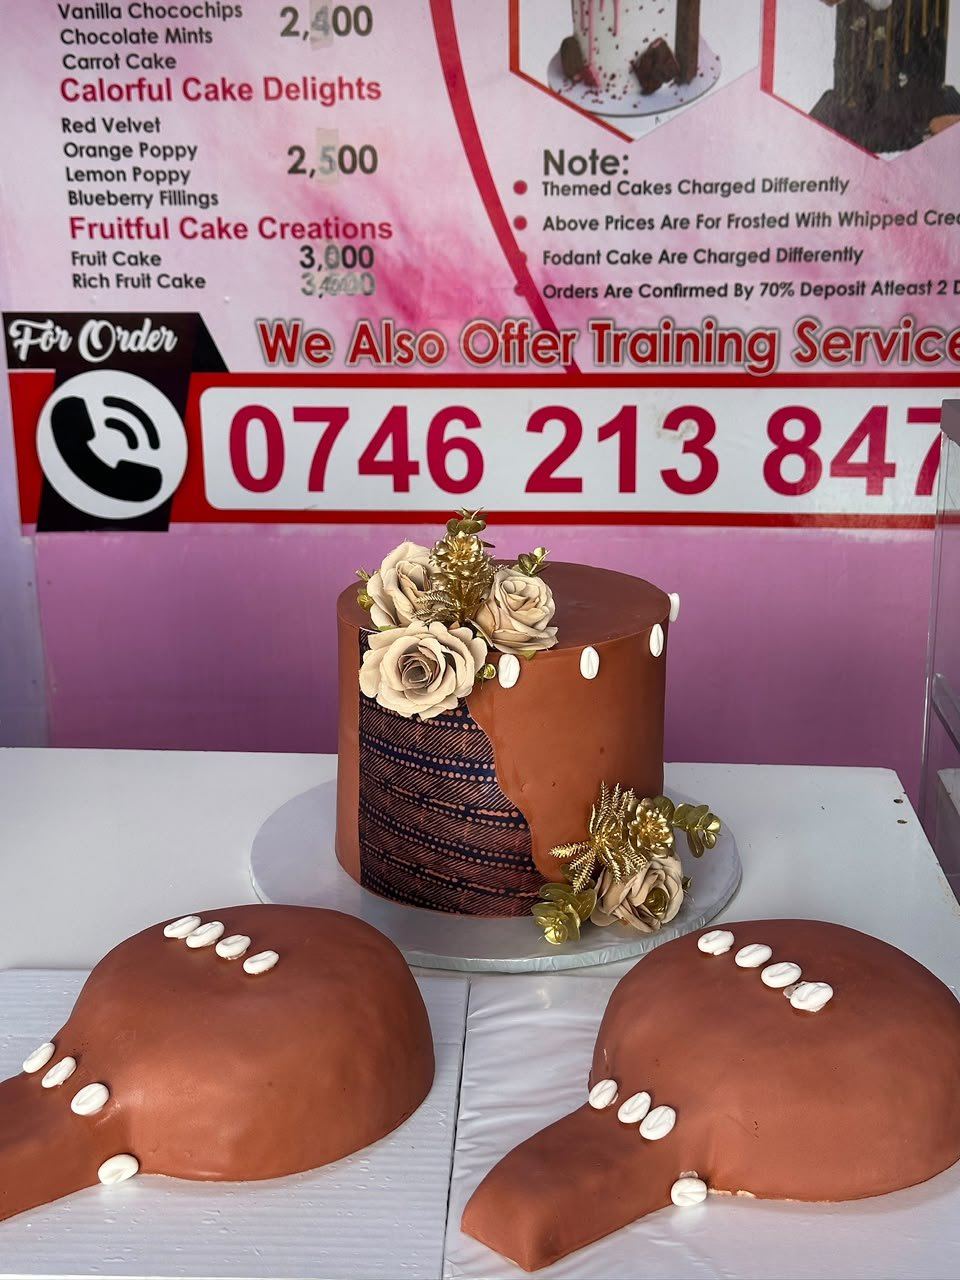 Vanilla Chocochips
Chocolate Mints
2,400
Carrot Cake
Calorful Cake Delights
Red Velvet
Orange Poppy
Lemon Poppy
2,500
Blueberry Fillings
Fruitful Cake Creations
Fruit Cake 3,000
Rich Fruit Cake
Note:
Themed Cakes Charged Differently
Above Prices Are For Frosted With Whipped Crea
Fodant Cake Are Charged Differently
Orders Are Confirmed By 70% Deposit Atleast 2 D
For Order
We Also Offer Training Service
0746 213 847